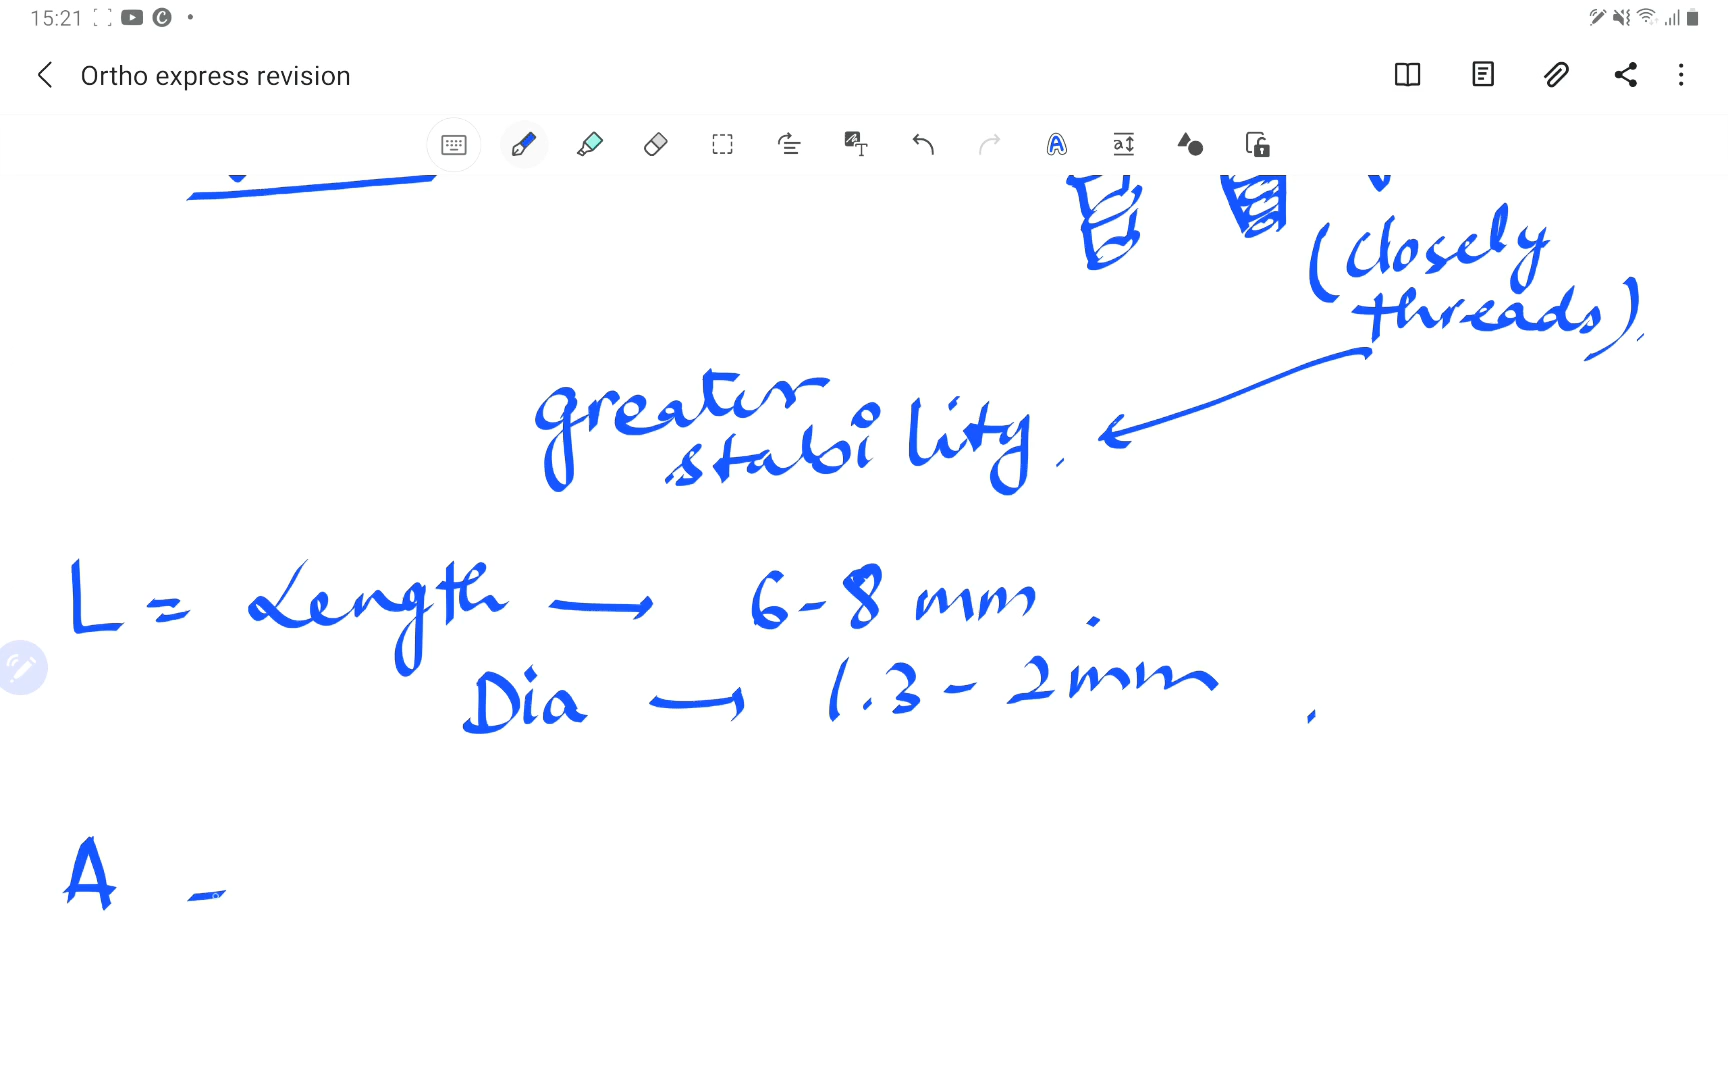 15:21
Ortho express revision
(closely
threads).
greater
stability.
L = Length → 6-8 mm.
Dia → 1.3 - 2mm.
A -